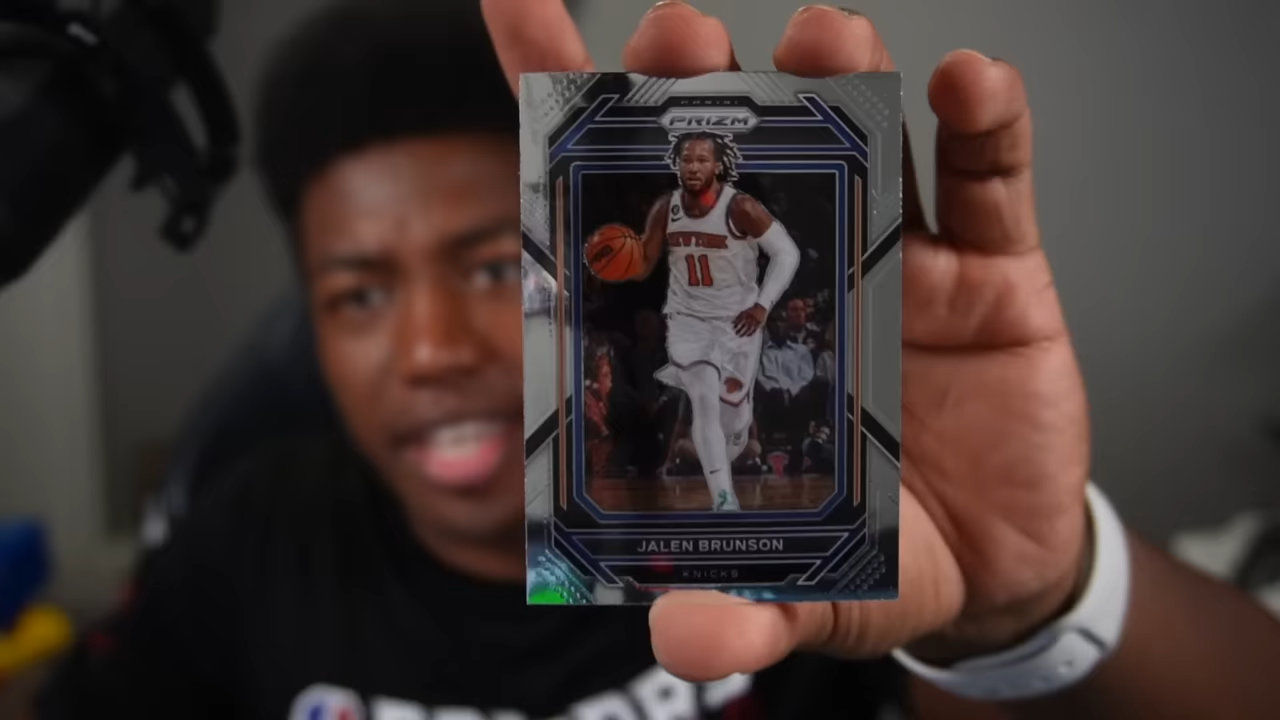 PANINI
PRIZM
NEW YORK
11
JALEN BRUNSON
KNICKS